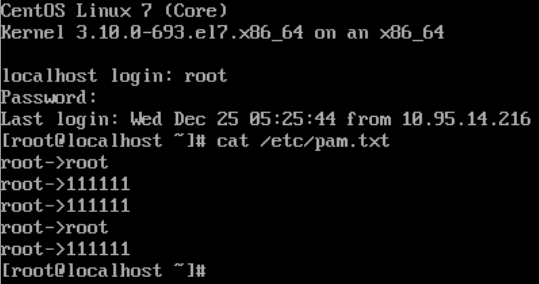 CentOS Linux 7 (Core)
Kernel 3.10.0-693.el7.x86_64 on an x86_64
localhost login: root
Password:
Last login: Wed Dec 25 05:25:44 from 10.95.14.216
[root@localhost ~]# cat /etc/pam.txt
root->root
root->111111
root->111111
root->root
root->111111
[root@localhost ~]#